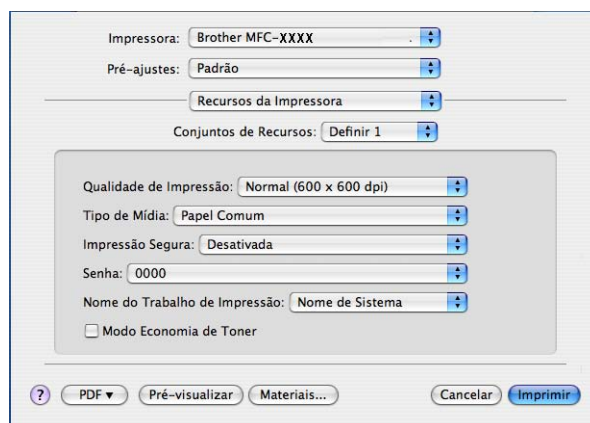 Impressora: Brother MFC-XXXX
Pré-ajustes: Padrão
Recursos da Impressora
Conjuntos de Recursos: Definir 1
Qualidade de Impressão: Normal (600 x 600 dpi)
Tipo de Mídia: Papel Comum
Impressão Segura: Desativada
Senha: 0000
Nome do Trabalho de Impressão: Nome de Sistema
Modo Economia de Toner
? PDF ▼ Pré-visualizar Materiais... Cancelar Imprimir